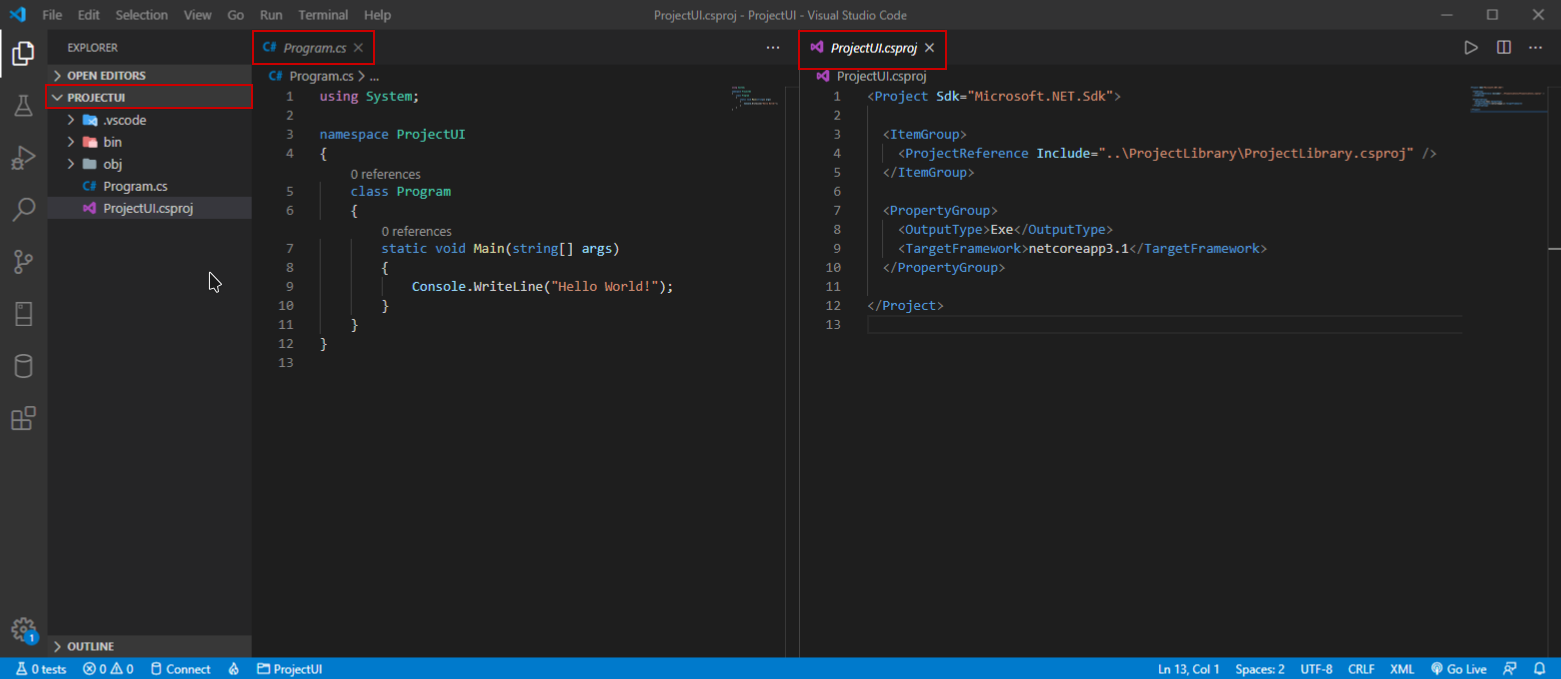 File Edit Selection View Go Run Terminal Help
ProjectUI.csproj - ProjectUI - Visual Studio Code
EXPLORER
OPEN EDITORS
PROJECTUI
.vscode
bin
obj
C# Program.cs
ProjectUI.csproj
OUTLINE
C# Program.cs
C# Program.cs > ...
1 using System;
2
3 namespace ProjectUI
4 {
0 references
5 class Program
6 {
0 references
7 static void Main(string[] args)
8 {
9 Console.WriteLine("Hello World!");
10 }
11 }
12 }
13
ProjectUI.csproj
ProjectUI.csproj
1 <Project Sdk="Microsoft.NET.Sdk">
2
3 <ItemGroup>
4 <ProjectReference Include="..\ProjectLibrary\ProjectLibrary.csproj" />
5 </ItemGroup>
6
7 <PropertyGroup>
8 <OutputType>Exe</OutputType>
9 <TargetFramework>netcoreapp3.1</TargetFramework>
10 </PropertyGroup>
11
12 </Project>
13
1
0 tests 0 0 Connect ProjectUI
Ln 13, Col 1 Spaces: 2 UTF-8 CRLF XML Go Live